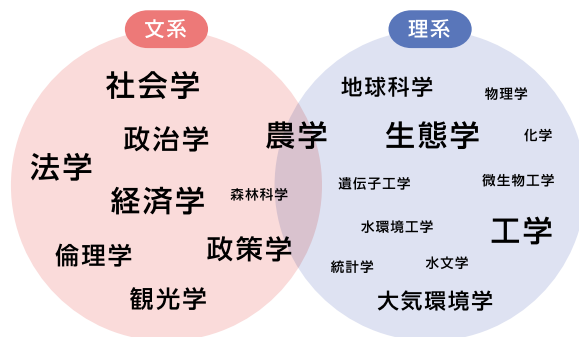 文系
理系
社会学
地球科学
物理学
政治学
農学
生態学
化学
法学
経済学
森林科学
遺伝子工学
微生物工学
倫理学
政策学
水環境工学
工学
統計学
水文学
観光学
大気環境学